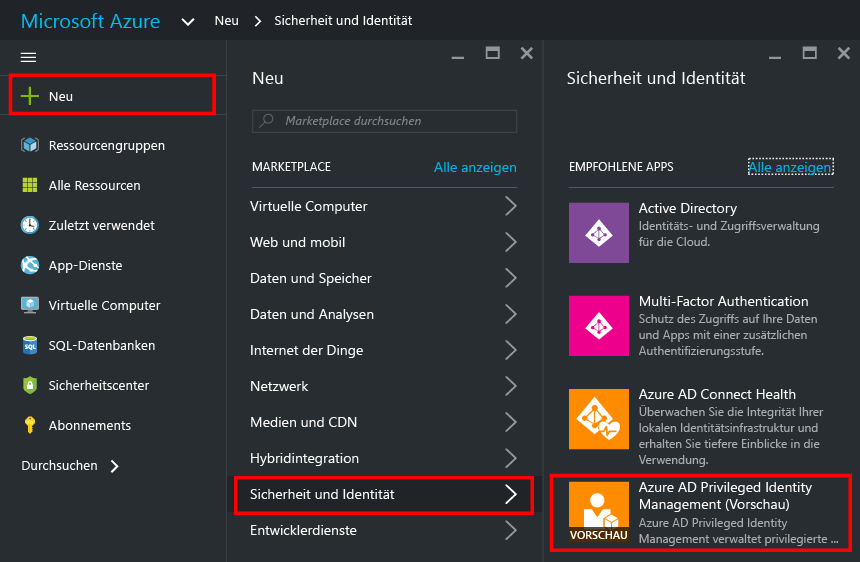 Microsoft Azure
Neu
Sicherheit und Identität
Neu
Ressourcengruppen
Alle Ressourcen
Zuletzt verwendet
App-Dienste
Virtuelle Computer
SQL
SQL-Datenbanken
Sicherheitscenter
Abonnements
Durchsuchen
Neu
Marketplace durchsuchen
MARKETPLACE
Alle anzeigen
Virtuelle Computer
Web und mobil
Daten und Speicher
Daten und Analysen
Internet der Dinge
Netzwerk
Medien und CDN
Hybridintegration
Sicherheit und Identität
Entwicklerdienste
Sicherheit und Identität
EMPFOHLENE APPS
Alle anzeigen
Active Directory
Identitäts- und Zugriffsverwaltung
für die Cloud.
Multi-Factor Authentication
Schutz des Zugriffs auf Ihre Daten
und Apps mit einer zusätzlichen
Authentifizierungsstufe.
Azure AD Connect Health
Überwachen Sie die Integrität Ihrer
lokalen Identitätsinfrastruktur und
erhalten Sie tiefere Einblicke in die
Verwendung.
VORSCHAU
Azure AD Privileged Identity
Management (Vorschau)
Azure AD Privileged Identity
Management verwaltet privilegierte ...